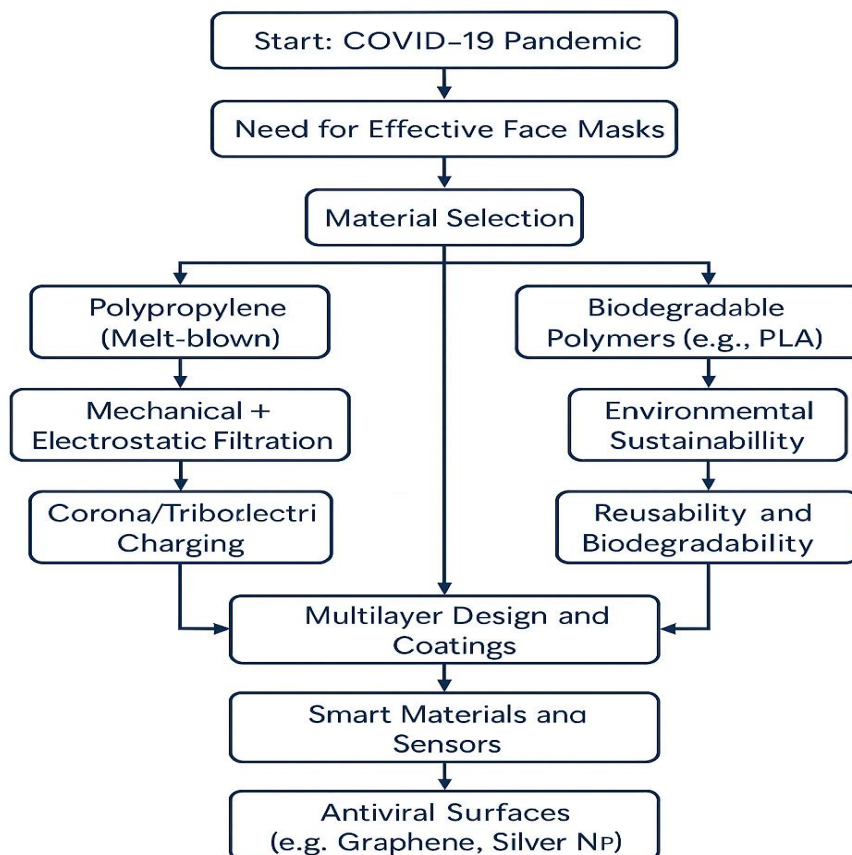 Start: COVID–19 Pandemic
Need for Effective Face Masks
Material Selection
Polypropylene
(Melt-blown)
Biodegradable
Polymers (e.g., PLA)
Mechanical +
Electrostatic Filtration
Environmemtal
Sustainabillity
Corona/Triboɛlectri
Charging
Reusability and
Biodegradability
Multilayer Design and
Coatings
Smart Materials and
Sensors
Antiviral Surfaces
(e.g. Graphene, Silver NP)